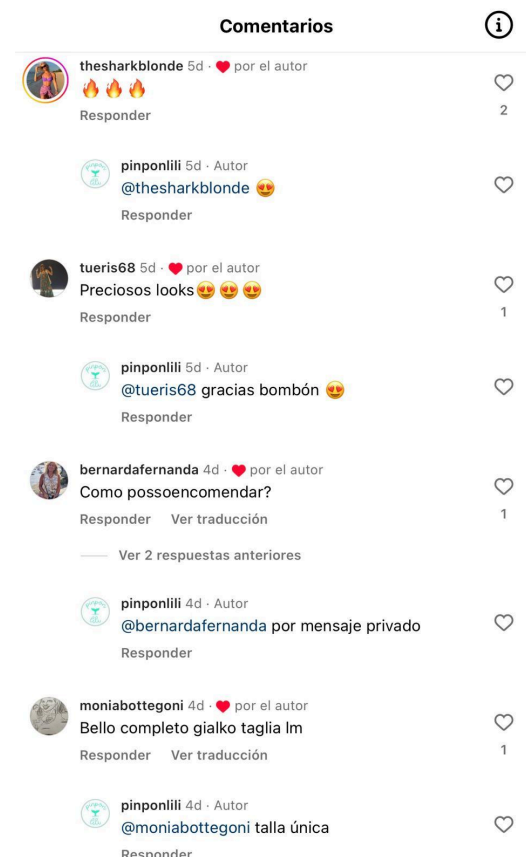 Comentarios
thesharkblonde 5d · ❤️ por el autor
🔥🔥🔥
2
Responder
pinponlili 5d · Autor
@thesharkblonde 😍
Responder
tueris68 5d · ❤️ por el autor
Preciosos looks😍😍😍
1
Responder
pinponlili 5d · Autor
@tueris68 gracias bombón 😍
Responder
bernardafernanda 4d · ❤️ por el autor
Como possoencomendar?
1
Responder Ver traducción
Ver 2 respuestas anteriores
pinponlili 4d · Autor
@bernardafernanda por mensaje privado
Responder
moniabottegoni 4d · ❤️ por el autor
Bello completo gialko taglia lm
1
Responder Ver traducción
pinponlili 4d · Autor
@moniabottegoni talla única
Responder